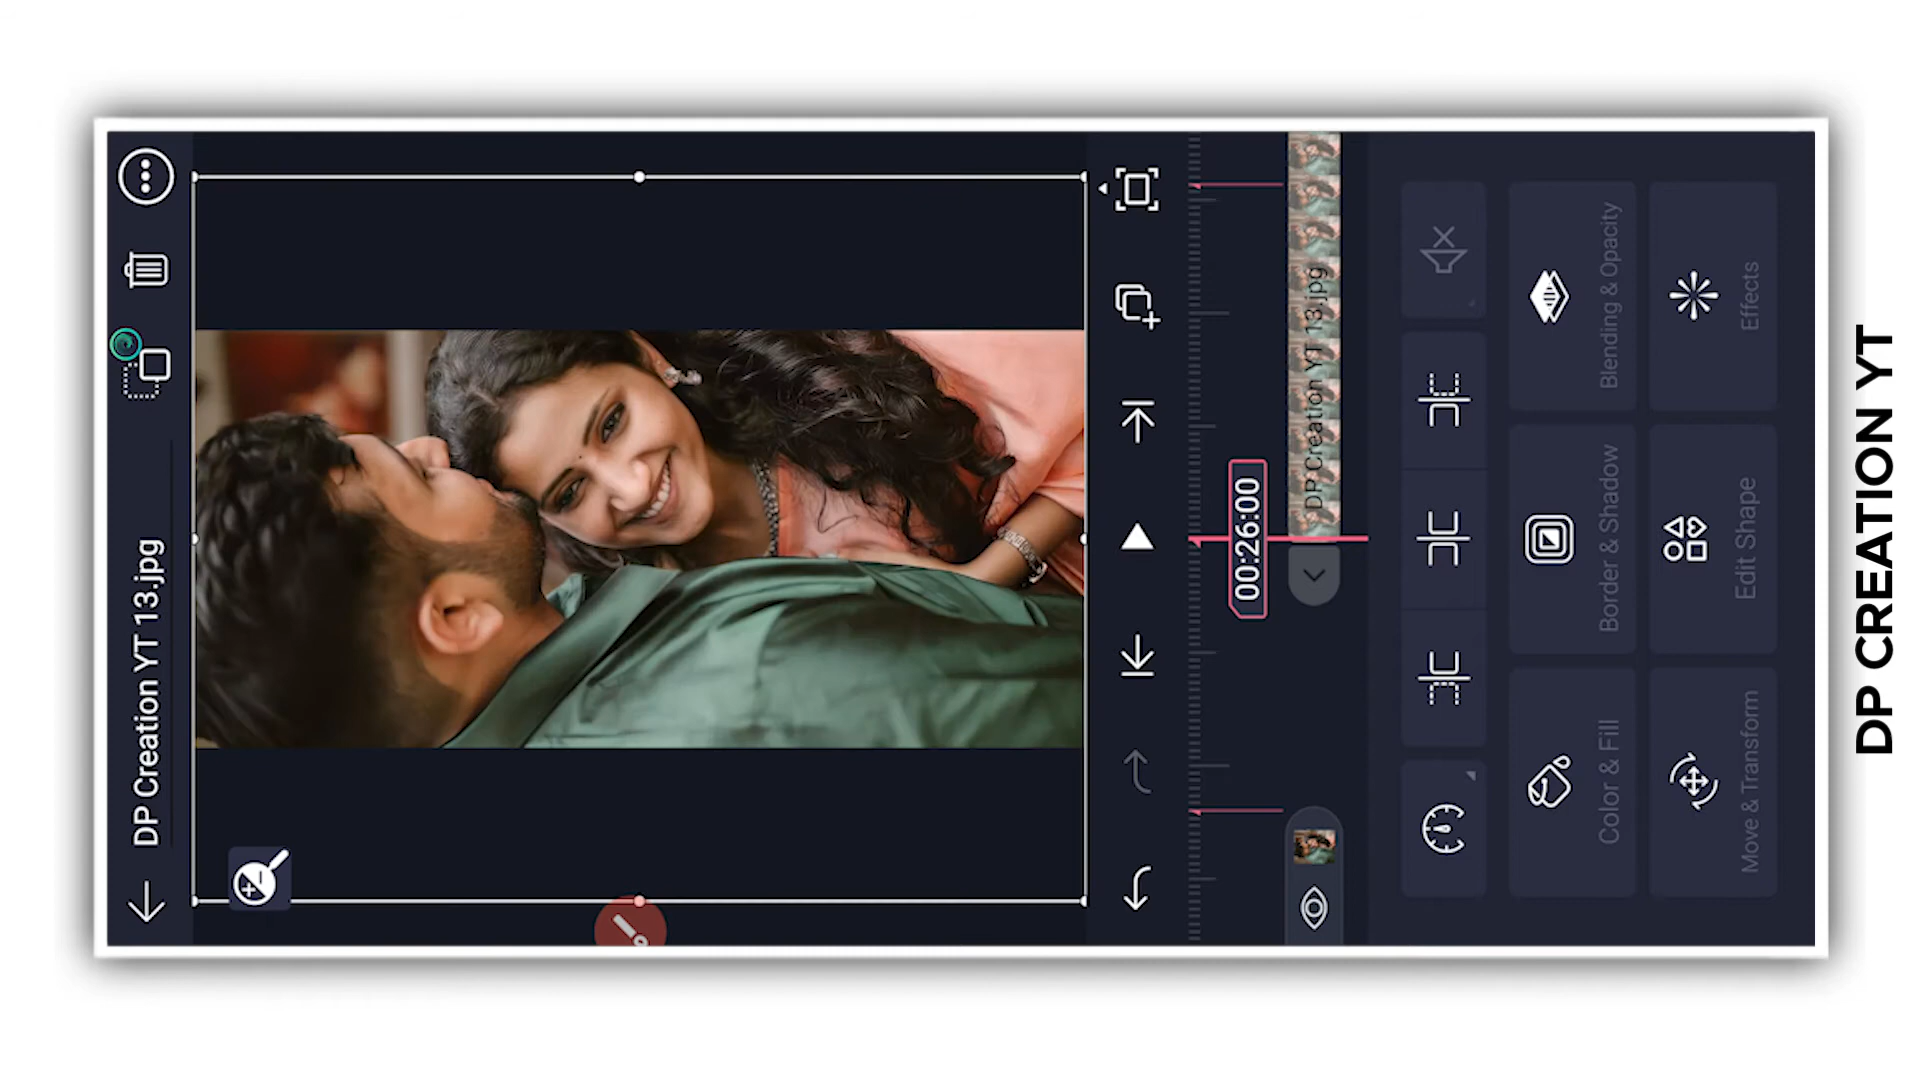 DP Creation YT 13.jpg
00:26:00
DP Creation YT 13.jpg
Color & Fill
Border & Shadow
Blending & Opacity
Move & Transform
Edit Shape
Effects
DP CREATION YT